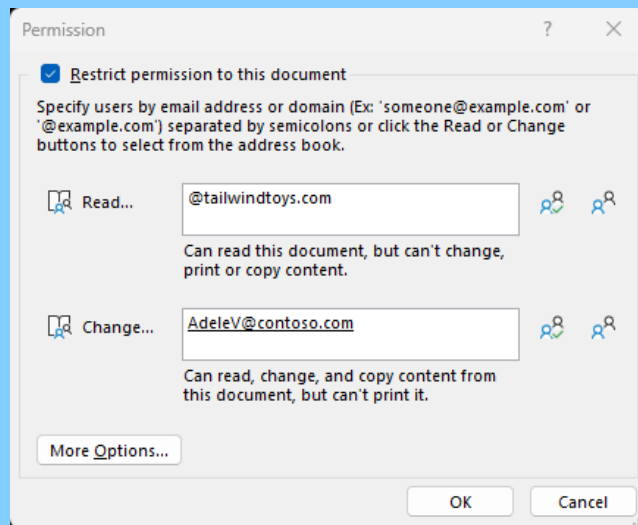 Permission
?
Restrict permission to this document
Specify users by email address or domain (Ex: 'someone@example.com' or
'@example.com') separated by semicolons or click the Read or Change
buttons to select from the address book.
Read...
@tailwindtoys.com
Can read this document, but can't change,
print or copy content.
Change...
AdeleV@contoso.com
Can read, change, and copy content from
this document, but can't print it.
More Options...
OK
Cancel